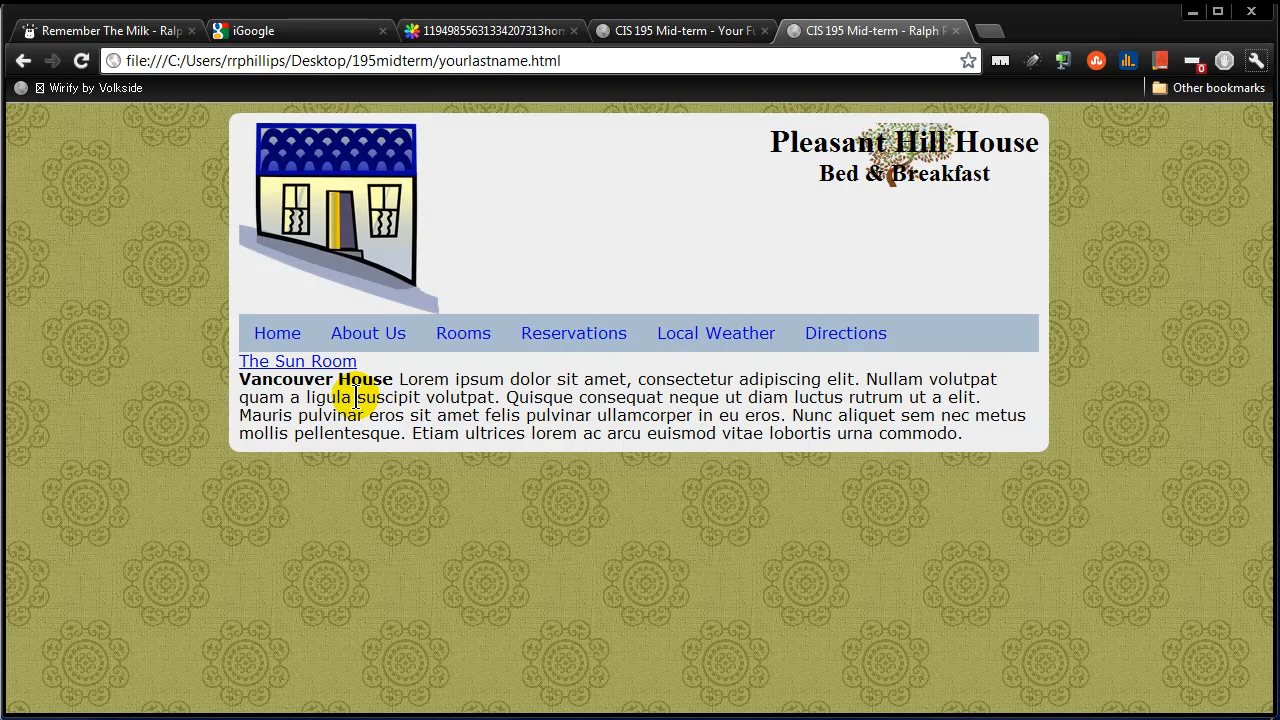 Remember The Milk - Ralp
iGoogle
11949855631334207313hon
CIS 195 Mid-term - Your Fu
CIS 195 Mid-term - Ralph P
file:///C:/Users/rrphillips/Desktop/195midterm/yourlastname.html
0
Wirify by Volkside
Other bookmarks
Pleasant Hill House
Bed & Breakfast
Home About Us Rooms Reservations Local Weather Directions
The Sun Room
Vancouver House Lorem ipsum dolor sit amet, consectetur adipiscing elit. Nullam volutpat
quam a ligula suscipit volutpat. Quisque consequat neque ut diam luctus rutrum ut a elit.
Mauris pulvinar eros sit amet felis pulvinar ullamcorper in eu eros. Nunc aliquet sem nec metus
mollis pellentesque. Etiam ultrices lorem ac arcu euismod vitae lobortis urna commodo.